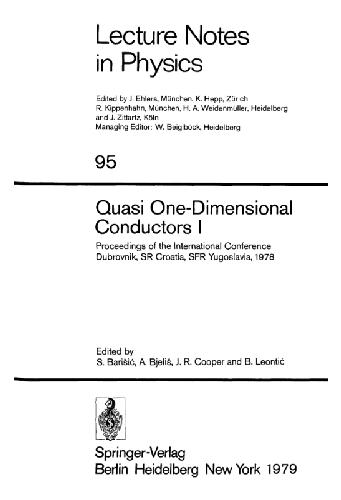 Lecture Notes
in Physics
Edited by J. Ehlers, München, K. Hepp, Zürich
R. Kippenhahn, München, H. A. Weidenmüller, Heidelberg
and J. Zittartz, Köln
Managing Editor: W. Beiglböck, Heidelberg
95
Quasi One-Dimensional
Conductors I
Proceedings of the International Conference
Dubrovnik, SR Croatia, SFR Yugoslavia, 1978
Edited by
S. Barišić, A. Bjeliš, J. R. Cooper and B. Leontić
Springer-Verlag
Berlin Heidelberg New York 1979